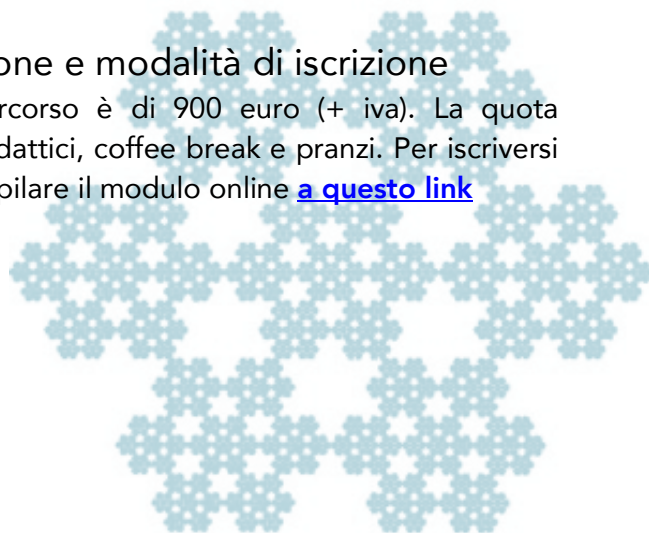 one e modalità di iscrizione
rcorso è di 900 euro (+ iva). La quota
dattici, coffee break e pranzi. Per iscriversi
pilare il modulo online a questo link